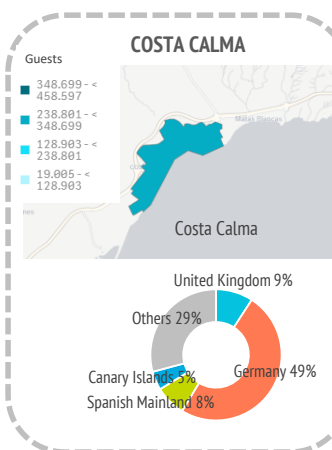 COSTA CALMA
Guests
348.699 - <
458.597
238.801 - <
348.699
128.903 - <
238.801
19.005 - <
128.903
Costa Calma
United Kingdom 9%
Others 29%
Germany 49%
Canary Islands 5%
Spanish Mainland 8%